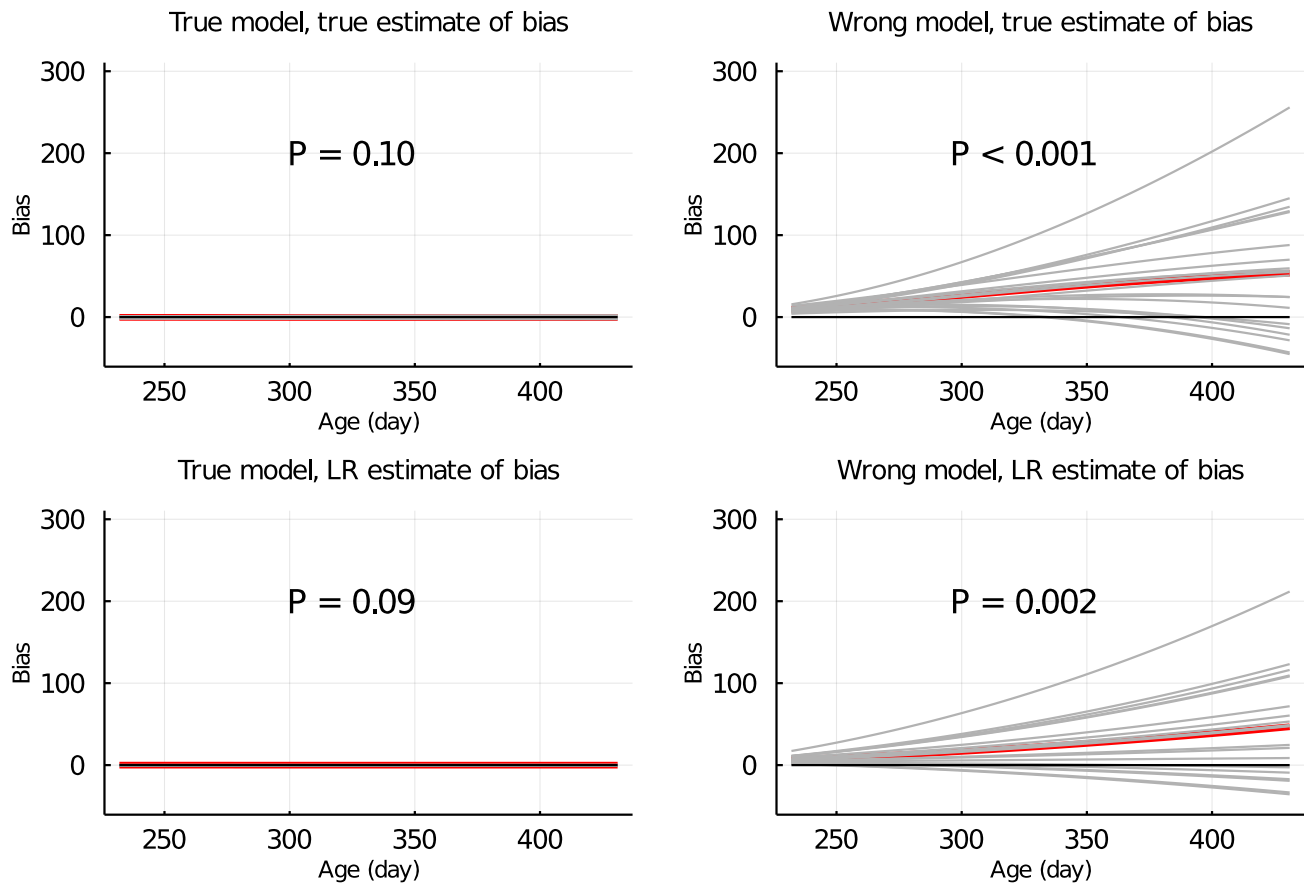 True model, true estimate of bias
300
200
100
0
Bias
P = 0.10
250 300 350 400
Age (day)
Wrong model, true estimate of bias
300
200
100
0
Bias
P < 0.001
250 300 350 400
Age (day)
True model, LR estimate of bias
300
200
100
0
Bias
P = 0.09
250 300 350 400
Age (day)
Wrong model, LR estimate of bias
300
200
100
0
Bias
P = 0.002
250 300 350 400
Age (day)